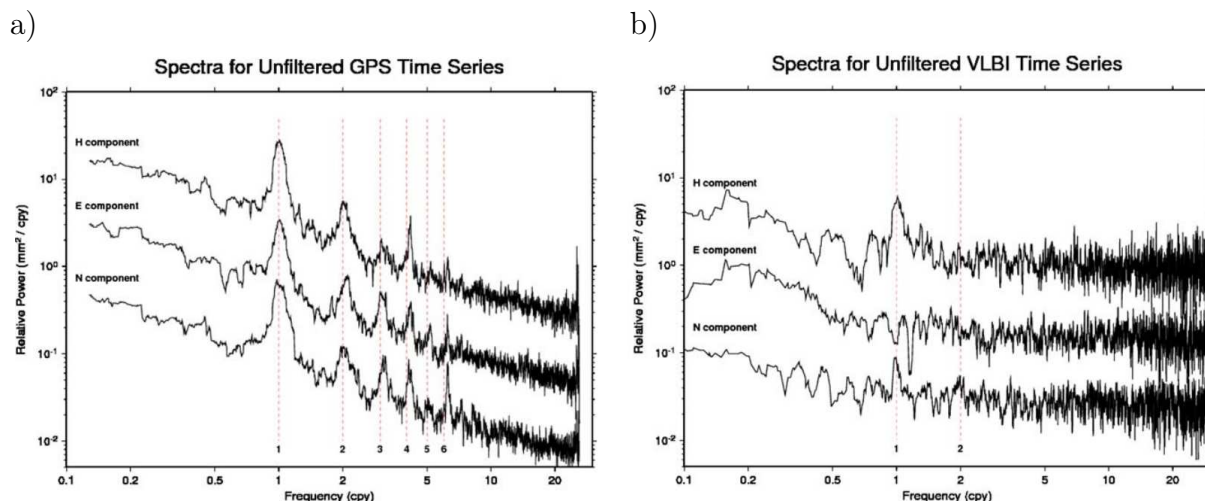 a)
Spectra for Unfiltered GPS Time Series
Relative Power (mm² / cpy)
10²
10¹
10⁰
10⁻¹
10⁻²
H component
E component
N component
1 2 3 4 5 6
0.1 0.2 0.5 1 2 5 10 20
Frequency (cpy)
b)
Spectra for Unfiltered VLBI Time Series
Relative Power (mm² / cpy)
10²
10¹
10⁰
10⁻¹
10⁻²
H component
E component
N component
1 2
0.1 0.2 0.5 1 2 5 10 20
Frequency (cpy)